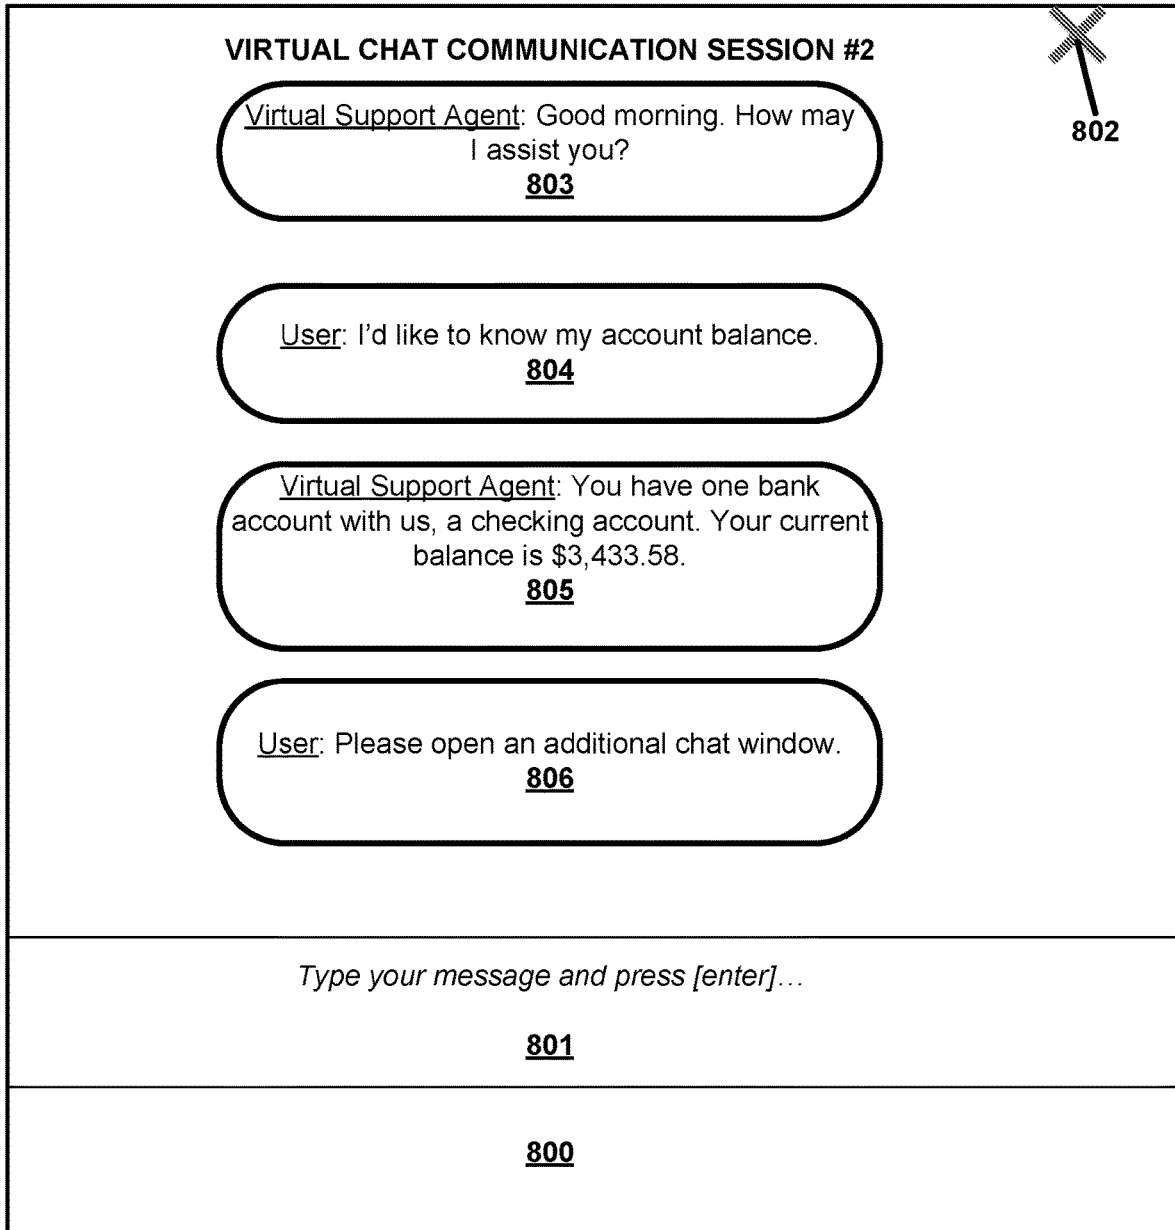 VIRTUAL CHAT COMMUNICATION SESSION #2
802
Virtual Support Agent: Good morning. How may
I assist you?
803
User: I'd like to know my account balance.
804
Virtual Support Agent: You have one bank
account with us, a checking account. Your current
balance is $3,433.58.
805
User: Please open an additional chat window.
806
Type your message and press [enter]…
801
800